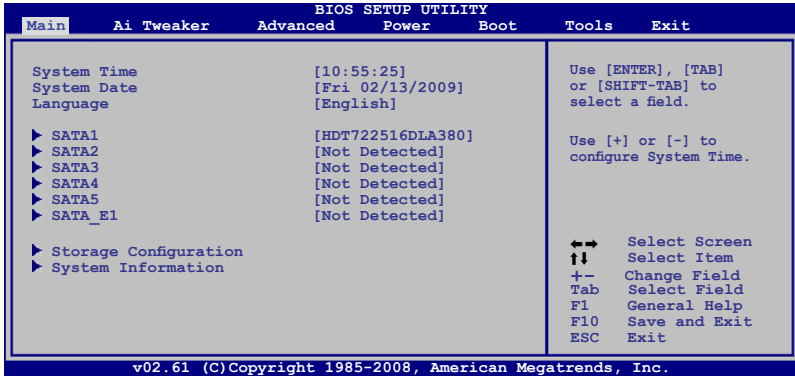 BIOS SETUP UTILITY
Main Ai Tweaker Advanced Power Boot Tools Exit
System Time [10:55:25]
System Date [Fri 02/13/2009]
Language [English]
SATA1 [HDT722516DLA380]
SATA2 [Not Detected]
SATA3 [Not Detected]
SATA4 [Not Detected]
SATA5 [Not Detected]
SATA_E1 [Not Detected]
Storage Configuration
System Information
Use [ENTER], [TAB]
or [SHIFT-TAB] to
select a field.
Use [+] or [-] to
configure System Time.
←→ Select Screen
↑↓ Select Item
+- Change Field
Tab Select Field
F1 General Help
F10 Save and Exit
ESC Exit
v02.61 (C)Copyright 1985-2008, American Megatrends, Inc.